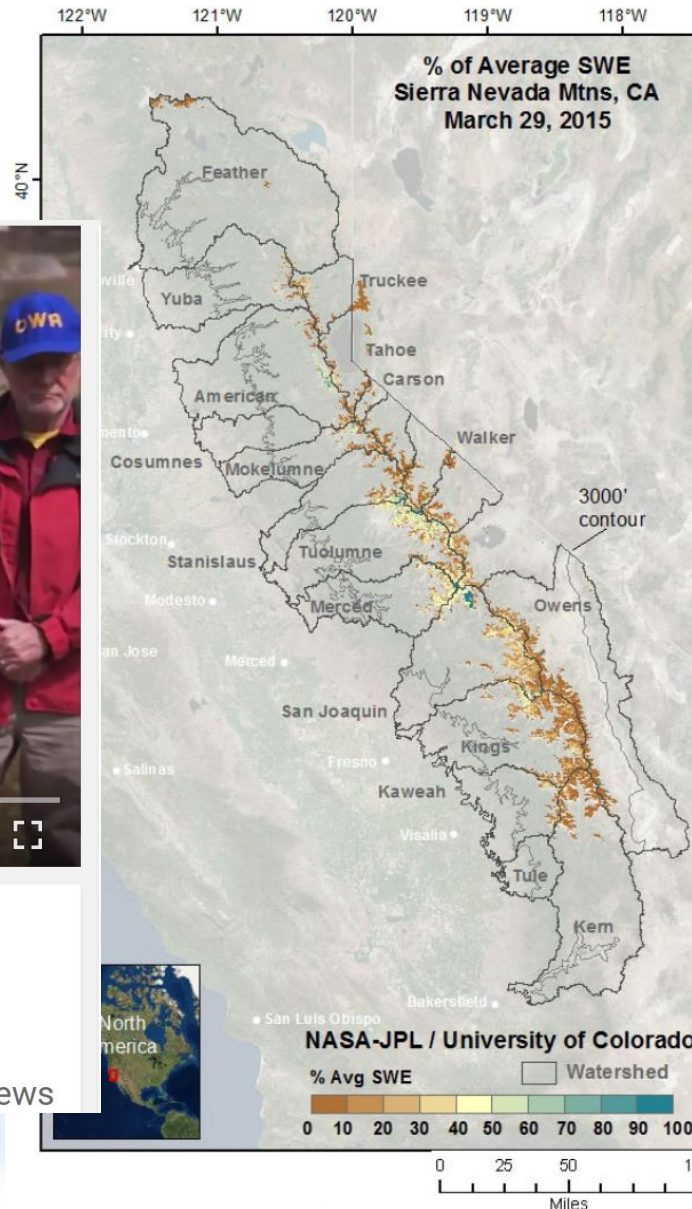 122°W
121°W
120°W
119°W
118°W
% of Average SWE
Sierra Nevada Mtns, CA
March 29, 2015
40°N
Feather
DWR
Truckee
Yuba
Tahoe
Carson
American
Walker
Cosumnes
Mokelumne
3000'
contour
Stockton
Stanislaus
Tuolumne
Modesto
Merced
Owens
Merced
San Joaquin
Kings
Fresno
Salinas
Kaweah
Visalia
Tule
Kern
Bakersfield
San Luis Obispo
North
NASA-JPL / University of Colorado
% Avg SWE
Watershed
0 10 20 30 40 50 60 70 80 90 100
0 25 50
Miles